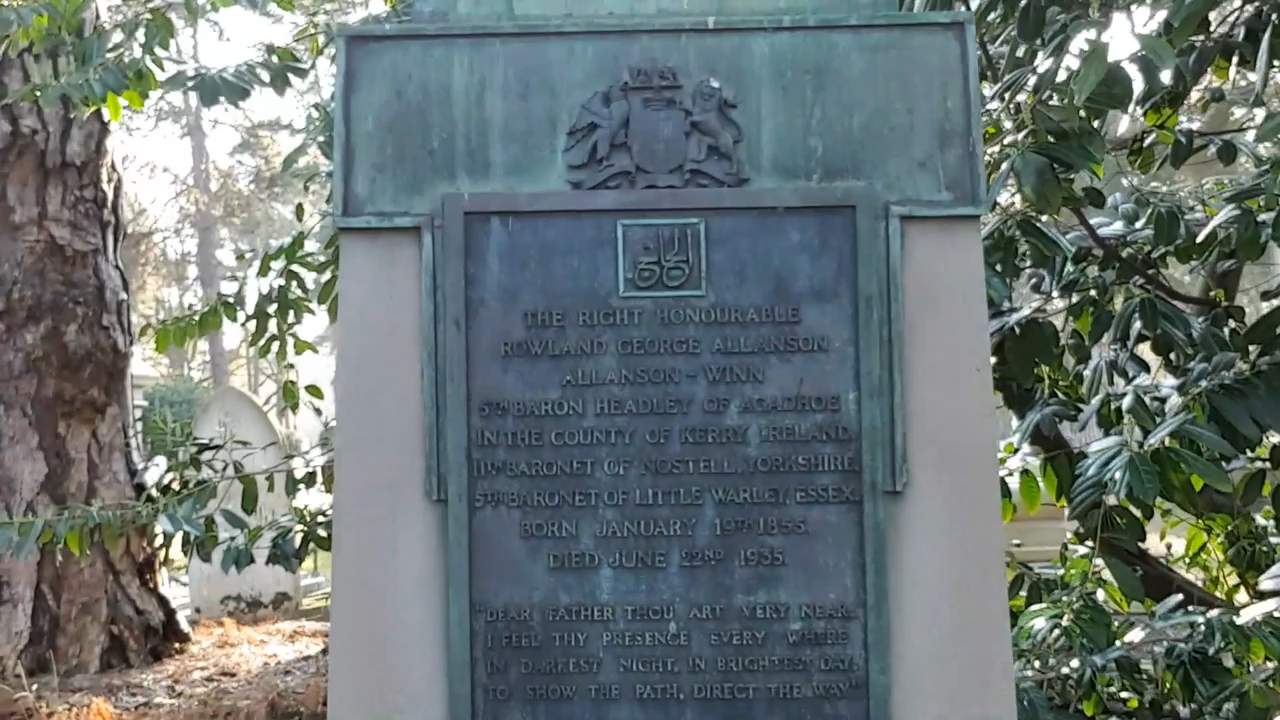 THE RIGHT HONOURABLE
ROWLAND GEORGE ALLANSON
ALLANSON-WINN
5TH BARON HEADLEY OF AGADHOE
IN THE COUNTY OF KERRY IRELAND.
11TH BARONET OF NOSTELL, YORKSHIRE.
5TH BARONET OF LITTLE WARLEY, ESSEX.
BORN JANUARY 19TH 1855.
DIED JUNE 22ND 1935.
"DEAR FATHER THOU ART VERY NEAR.
I FEEL THY PRESENCE EVERY WHERE
IN DARKEST NIGHT, IN BRIGHTEST DAY,
TO SHOW THE PATH, DIRECT THE WAY"